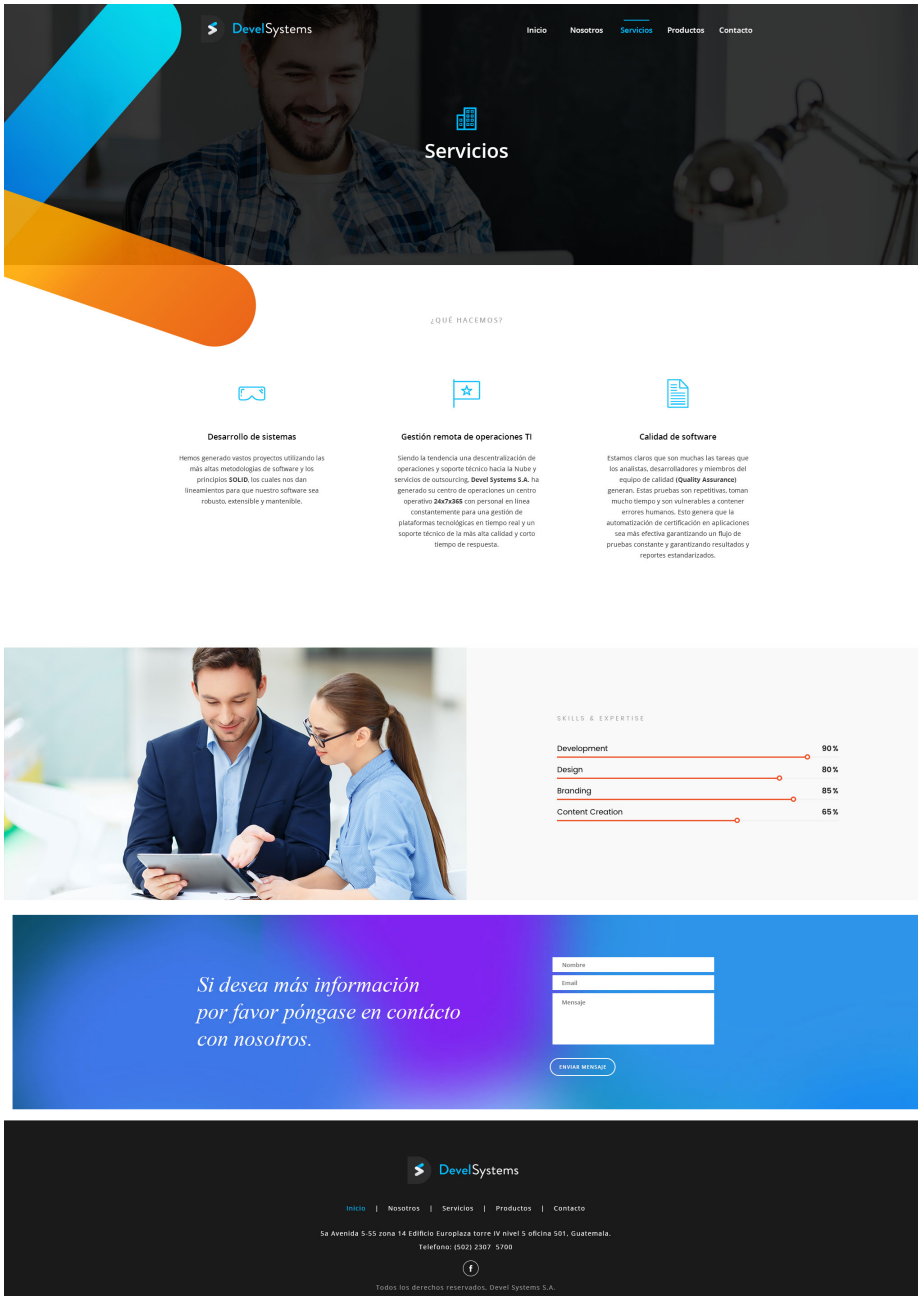 DevelSystems
Inicio Nosotros Servicios Productos Contacto
Servicios
¿QUÉ HACEMOS?
Desarrollo de sistemas
Hemos generado vastos proyectos utilizando las
más altas metodologías de software y los
principios SOLID, los cuales nos dan
lineamientos para que nuestro software sea
robusto, extensible y mantenible.
Gestión remota de operaciones TI
Siendo la tendencia una descentralización de
operaciones y soporte técnico hacia la Nube y
servicios de outsourcing, Devel Systems S.A. ha
generado su centro de operaciones un centro
operativo 24x7x365 con personal en línea
constantemente para una gestión de
plataformas tecnológicas en tiempo real y un
soporte técnico de la más alta calidad y corto
tiempo de respuesta.
Calidad de software
Estamos claros que son muchas las tareas que
los analistas, desarrolladores y miembros del
equipo de calidad (Quality Assurance)
generan. Estas pruebas son repetitivas, toman
mucho tiempo y son vulnerables a contener
errores humanos. Esto genera que la
automatización de certificación en aplicaciones
sea más efectiva garantizando un flujo de
pruebas constante y garantizando resultados y
reportes estandarizados.
SKILLS & EXPERTISE
Development 90%
Design 80%
Branding 85%
Content Creation 65%
Si desea más información
por favor póngase en contácto
con nosotros.
Nombre
Email
Mensaje
ENVIAR MENSAJE
DevelSystems
Inicio | Nosotros | Servicios | Productos | Contacto
5a Avenida 5-55 zona 14 Edificio Europlaza torre IV nivel 5 oficina 501, Guatemala.
Telefono: (502) 2307 5700
f
Todos los derechos reservados, Devel Systems S.A.